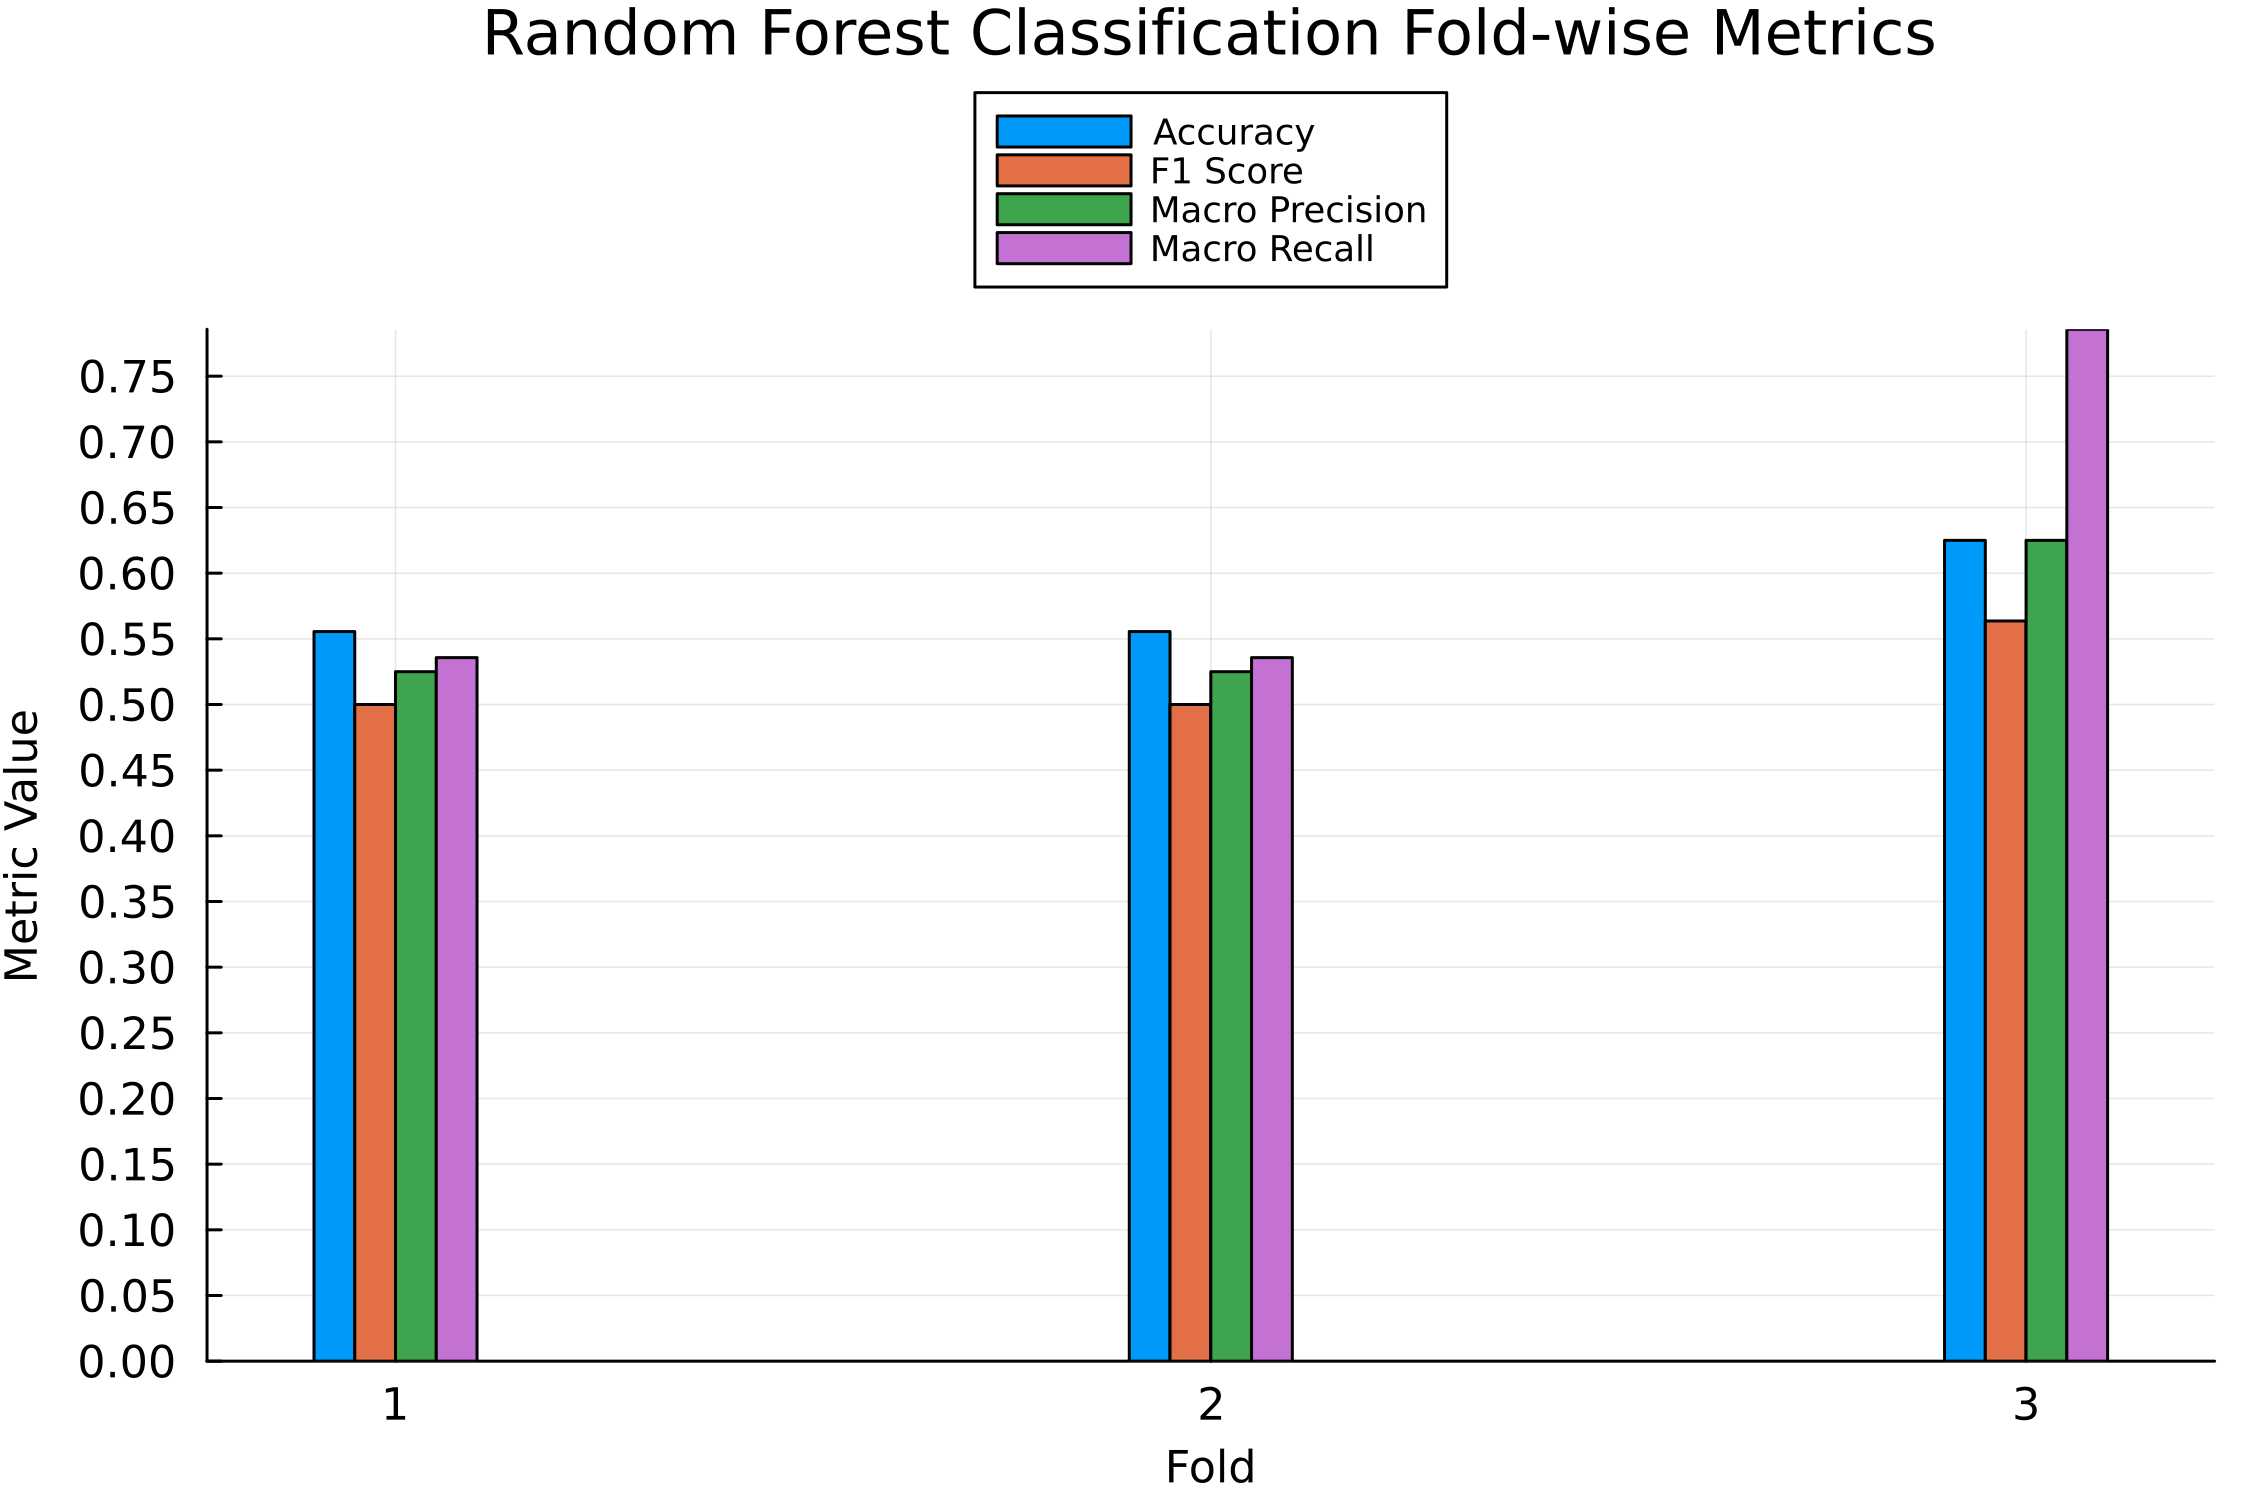 Random Forest Classification Fold-wise Metrics
Accuracy
F1 Score
Macro Precision
Macro Recall
0.75
0.70
0.65
0.60
0.55
0.50
0.45
0.40
0.35
0.30
0.25
0.20
0.15
0.10
0.05
0.00
Metric Value
1 2 3
Fold